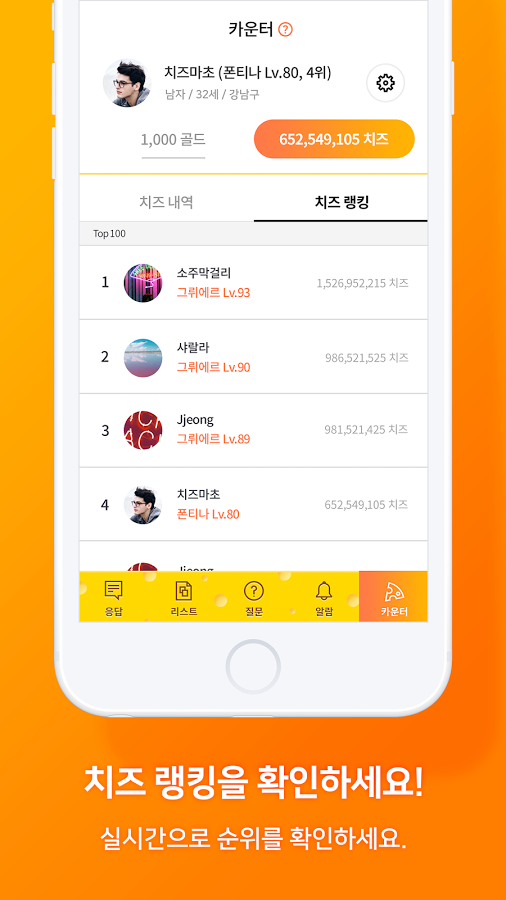 카운터 ?
치즈마초 (폰티나 Lv.80, 4위)
남자 / 32세 / 강남구
1,000 골드
652,549,105 치즈
치즈 내역
치즈 랭킹
Top 100
1
소주막걸리
그뤼에르 Lv.93
1,526,952,215 치즈
2
샤랄라
그뤼에르 Lv.90
986,521,525 치즈
3
Jjeong
그뤼에르 Lv.89
981,521,425 치즈
4
치즈마초
폰티나 Lv.80
652,549,105 치즈
Jjeong
응답
리스트
?
질문
알람
카운터
치즈 랭킹을 확인하세요!
실시간으로 순위를 확인하세요.